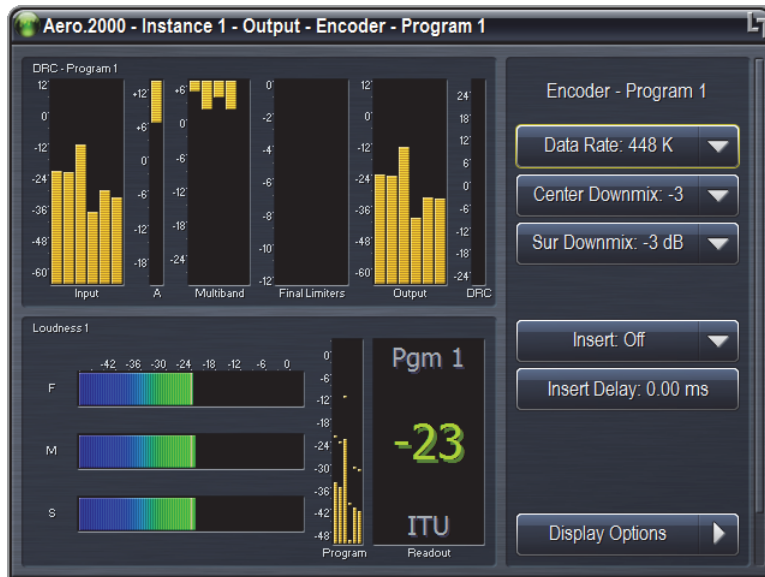 Aero.2000 - Instance 1 - Output - Encoder - Program 1
DRC - Program 1
12
0
-12
-24
-36
-48
-60
Input
+12
+6
0
-6
-12
-18
A
+6
0
-6
-12
-18
-24
Multiband
0
-2
-4
-6
-8
-10
-12
Final Limiters
12
0
-12
-24
-36
-48
-60
Output
24
18
12
6
0
-6
-12
-18
-24
DRC
Loudness 1
-42 -36 -30 -24 -18 -12 -6 0
F
M
S
0
-6
-12
-18
-24
-30
-36
-42
-48
Program
Pgm 1
-23
ITU
Readout
Encoder - Program 1
Data Rate: 448 K
Center Downmix: -3
Sur Downmix: -3 dB
Insert: Off
Insert Delay: 0.00 ms
Display Options